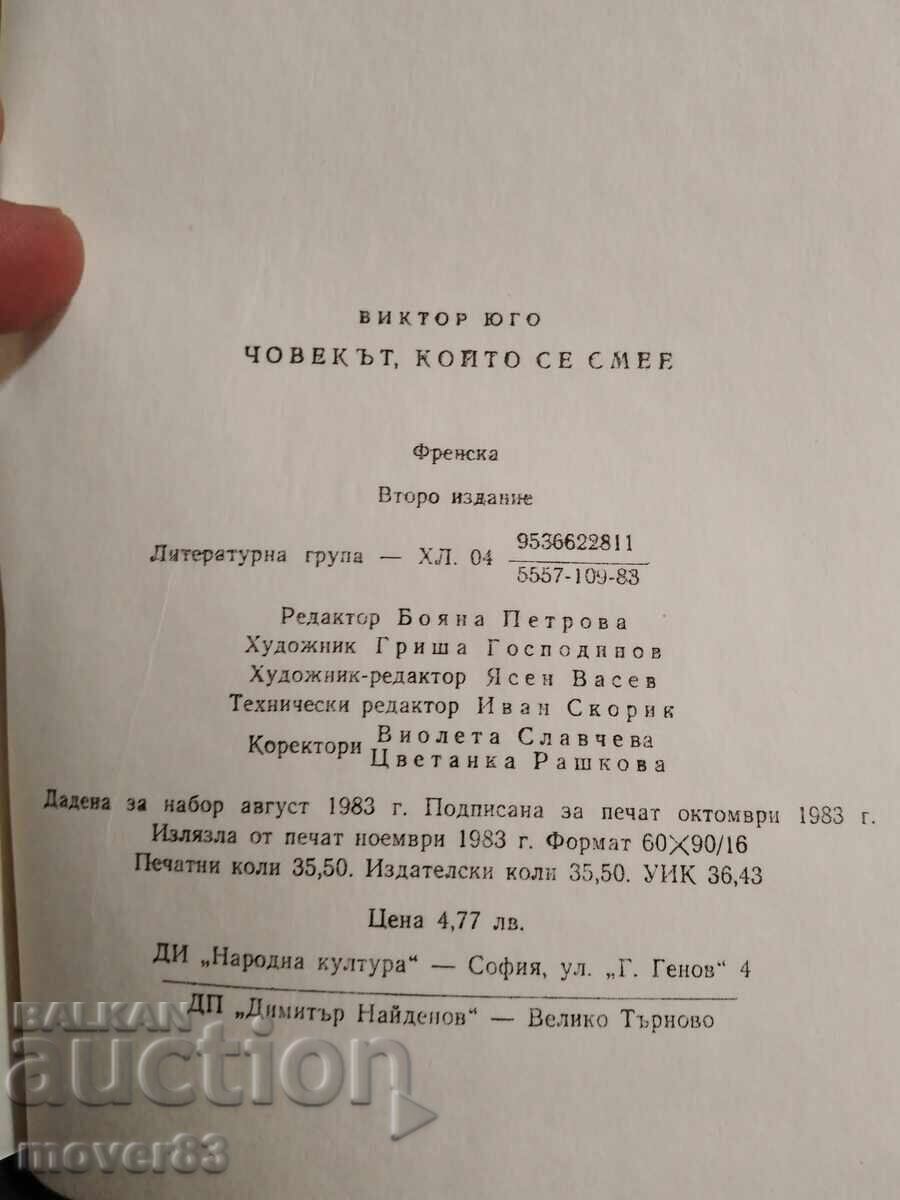 ВИКТОР ЮГО
ЧОВЕКЪТ, КОЙТО СЕ СМЕЕ
Френска
Второ издание
Литературна група — ХЛ. 04 9536622811
5557-109-83
Редактор Бояна Петрова
Художник Гриша Господинов
Художник-редактор Ясен Васев
Технически редактор Иван Скорик
Коректори Виолета Славчева
Цветанка Рашкова
Дадена за набор август 1983 г. Подписана за печат октомври 1983 г.
Излязла от печат ноември 1983 г. Формат 60×90/16
Печатни коли 35,50. Издателски коли 35,50. УИК 36,43
Цена 4,77 лв.
ДИ „Народна култура“ — София, ул. „Г. Генов“ 4
ДП „Димитър Найденов“ — Велико Търново
BALKAN
auction
mover83